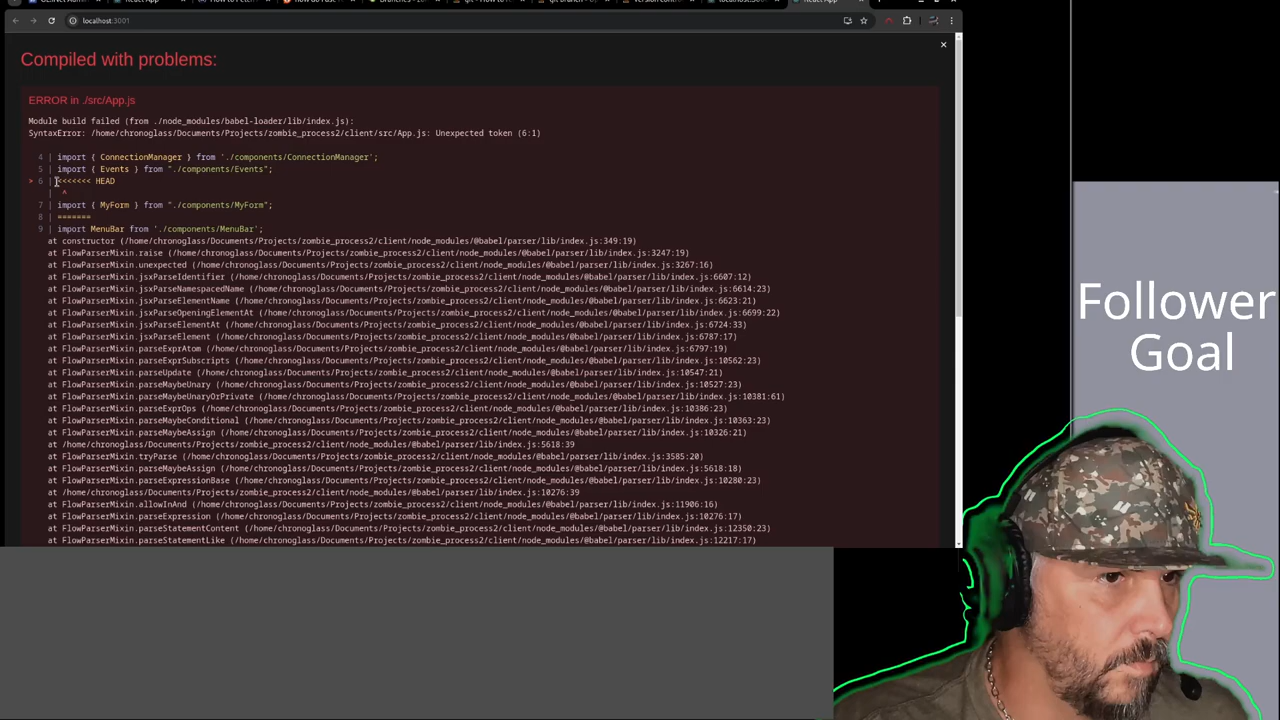 React App
localhost:3001
React App
localhost:3001
Compiled with problems:
ERROR in ./src/App.js
Module build failed (from ./node_modules/babel-loader/lib/index.js):
SyntaxError: /home/chronoglass/Documents/Projects/zombie_process2/client/src/App.js: Unexpected token (6:1)
4 | import { ConnectionManager } from './components/ConnectionManager';
5 | import { Events } from "./components/Events";
> 6 | <<<<<<< HEAD
| ^
7 | import { MyForm } from "./components/MyForm";
8 | =======
9 | import MenuBar from './components/MenuBar';
at constructor (/home/chronoglass/Documents/Projects/zombie_process2/client/node_modules/@babel/parser/lib/index.js:349:19)
at FlowParserMixin.raise (/home/chronoglass/Documents/Projects/zombie_process2/client/node_modules/@babel/parser/lib/index.js:3247:19)
at FlowParserMixin.unexpected (/home/chronoglass/Documents/Projects/zombie_process2/client/node_modules/@babel/parser/lib/index.js:3267:16)
at FlowParserMixin.jsxParseIdentifier (/home/chronoglass/Documents/Projects/zombie_process2/client/node_modules/@babel/parser/lib/index.js:6607:12)
at FlowParserMixin.jsxParseNamespacedName (/home/chronoglass/Documents/Projects/zombie_process2/client/node_modules/@babel/parser/lib/index.js:6614:23)
at FlowParserMixin.jsxParseElementName (/home/chronoglass/Documents/Projects/zombie_process2/client/node_modules/@babel/parser/lib/index.js:6623:21)
at FlowParserMixin.jsxParseOpeningElementAt (/home/chronoglass/Documents/Projects/zombie_process2/client/node_modules/@babel/parser/lib/index.js:6699:22)
at FlowParserMixin.jsxParseElementAt (/home/chronoglass/Documents/Projects/zombie_process2/client/node_modules/@babel/parser/lib/index.js:6724:33)
at FlowParserMixin.jsxParseElement (/home/chronoglass/Documents/Projects/zombie_process2/client/node_modules/@babel/parser/lib/index.js:6787:17)
at FlowParserMixin.parseExprAtom (/home/chronoglass/Documents/Projects/zombie_process2/client/node_modules/@babel/parser/lib/index.js:6797:19)
at FlowParserMixin.parseExprSubscripts (/home/chronoglass/Documents/Projects/zombie_process2/client/node_modules/@babel/parser/lib/index.js:10562:23)
at FlowParserMixin.parseUpdate (/home/chronoglass/Documents/Projects/zombie_process2/client/node_modules/@babel/parser/lib/index.js:10547:21)
at FlowParserMixin.parseMaybeUnary (/home/chronoglass/Documents/Projects/zombie_process2/client/node_modules/@babel/parser/lib/index.js:10527:23)
at FlowParserMixin.parseMaybeUnaryOrPrivate (/home/chronoglass/Documents/Projects/zombie_process2/client/node_modules/@babel/parser/lib/index.js:10381:61)
at FlowParserMixin.parseExprOps (/home/chronoglass/Documents/Projects/zombie_process2/client/node_modules/@babel/parser/lib/index.js:10386:23)
at FlowParserMixin.parseMaybeConditional (/home/chronoglass/Documents/Projects/zombie_process2/client/node_modules/@babel/parser/lib/index.js:10363:23)
at FlowParserMixin.parseMaybeAssign (/home/chronoglass/Documents/Projects/zombie_process2/client/node_modules/@babel/parser/lib/index.js:10326:21)
at /home/chronoglass/Documents/Projects/zombie_process2/client/node_modules/@babel/parser/lib/index.js:5618:39
at FlowParserMixin.tryParse (/home/chronoglass/Documents/Projects/zombie_process2/client/node_modules/@babel/parser/lib/index.js:3585:20)
at FlowParserMixin.parseMaybeAssign (/home/chronoglass/Documents/Projects/zombie_process2/client/node_modules/@babel/parser/lib/index.js:5618:18)
at FlowParserMixin.parseExpressionBase (/home/chronoglass/Documents/Projects/zombie_process2/client/node_modules/@babel/parser/lib/index.js:10280:23)
at /home/chronoglass/Documents/Projects/zombie_process2/client/node_modules/@babel/parser/lib/index.js:10276:39
at FlowParserMixin.allowInAnd (/home/chronoglass/Documents/Projects/zombie_process2/client/node_modules/@babel/parser/lib/index.js:11906:16)
at FlowParserMixin.parseExpression (/home/chronoglass/Documents/Projects/zombie_process2/client/node_modules/@babel/parser/lib/index.js:10276:17)
at FlowParserMixin.parseStatementContent (/home/chronoglass/Documents/Projects/zombie_process2/client/node_modules/@babel/parser/lib/index.js:12350:23)
at FlowParserMixin.parseStatementLike (/home/chronoglass/Documents/Projects/zombie_process2/client/node_modules/@babel/parser/lib/index.js:12217:17)
Follower
Goal